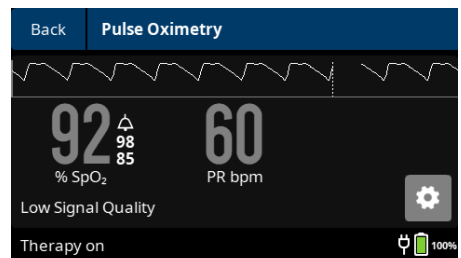 Back Pulse Oximetry
92 98 60
85
% SpO₂ PR bpm
Low Signal Quality
Therapy on 100%